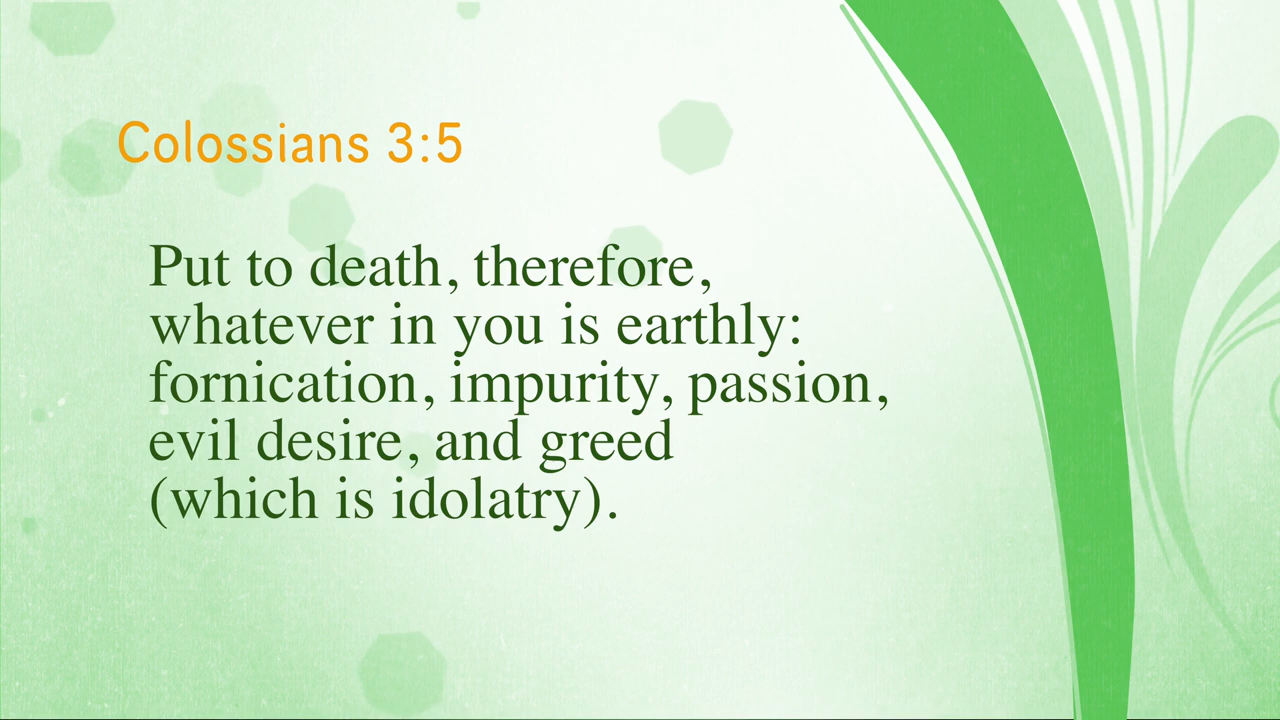 Colossians 3:5
Put to death, therefore,
whatever in you is earthly:
fornication, impurity, passion,
evil desire, and greed
(which is idolatry).